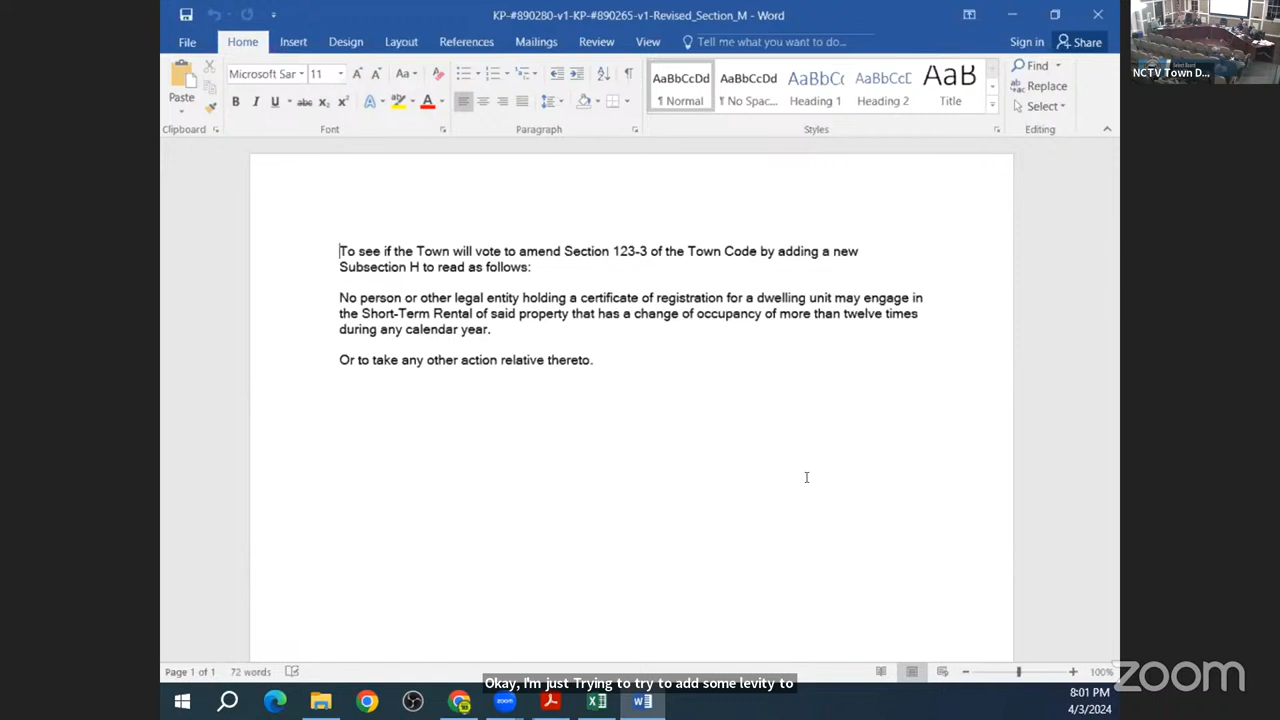 KP-#890280-v1-KP-#890265-v1-Revised_Section_M - Word
NCTV Town D...
File Home Insert Design Layout References Mailings Review View Tell me what you want to do... Sign in Share
Paste
Microsoft Sar 11
AaBbCcDd AaBbCcDd AaBbC AaBbCcC AaB
¶ Normal ¶ No Spac... Heading 1 Heading 2 Title
Find
Replace
Select
Clipboard Font Paragraph Styles Editing
To see if the Town will vote to amend Section 123-3 of the Town Code by adding a new
Subsection H to read as follows:
No person or other legal entity holding a certificate of registration for a dwelling unit may engage in
the Short-Term Rental of said property that has a change of occupancy of more than twelve times
during any calendar year.
Or to take any other action relative thereto.
Page 1 of 1 72 words 100%
Okay, I'm just Trying to try to add some levity to
zoom
8:01 PM
4/3/2024